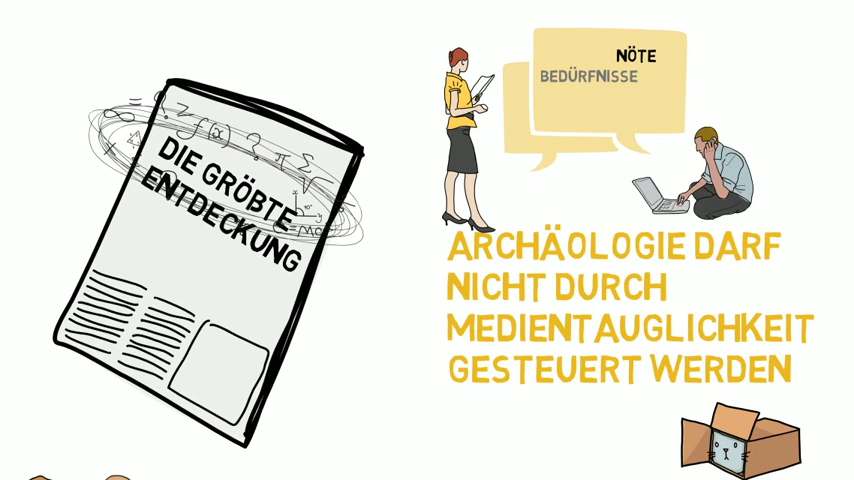 DIE GRÖßTE
ENTDECKUNG
NÖTE
BEDÜRFNISSE
ARCHÄOLOGIE DARF
NICHT DURCH
MEDIENTAUGLICHKEIT
GESTEUERT WERDEN